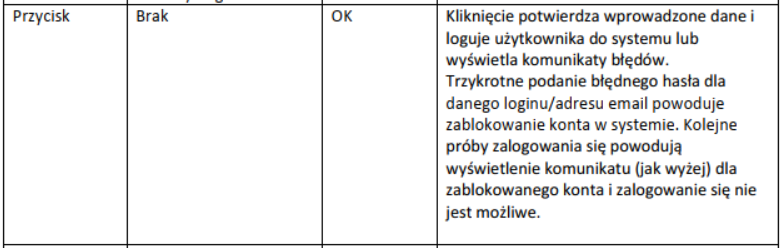 Przycisk
Brak
OK
Kliknięcie potwierdza wprowadzone dane i
loguje użytkownika do systemu lub
wyświetla komunikaty błędów.
Trzykrotne podanie błędnego hasła dla
danego loginu/adresu email powoduje
zablokowanie konta w systemie. Kolejne
próby zalogowania się powodują
wyświetlenie komunikatu (jak wyżej) dla
zablokowanego konta i zalogowanie się nie
jest możliwe.